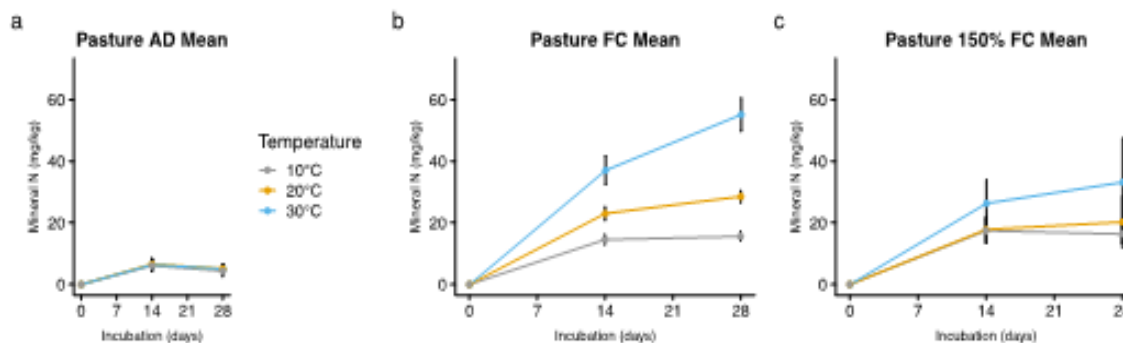 a
Pasture AD Mean
Mineral N (mg/kg)
60
40
20
0
0 7 14 21 28
Incubation (days)
Temperature
10°C
20°C
30°C
b
Pasture FC Mean
Mineral N (mg/kg)
60
40
20
0
0 7 14 21 28
Incubation (days)
c
Pasture 150% FC Mean
Mineral N (mg/kg)
60
40
20
0
0 7 14 21 28
Incubation (days)